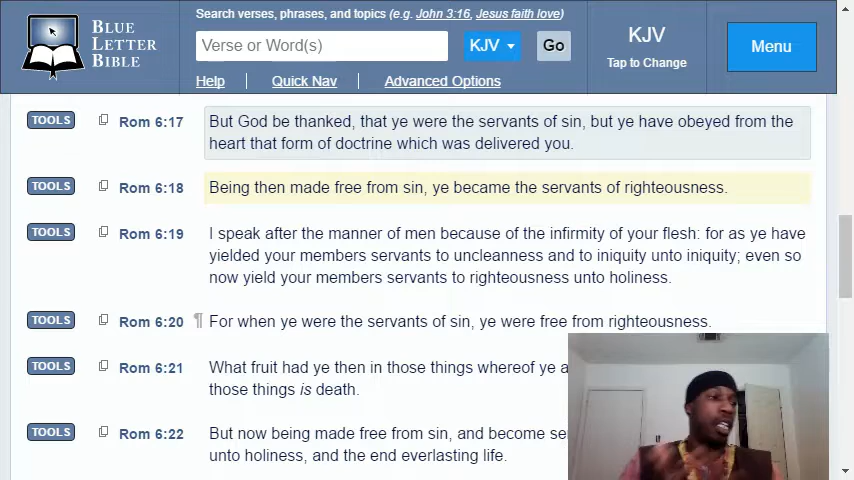 Search verses, phrases, and topics (e.g. John 3:16, Jesus faith love)
BLUE
LETTER
BIBLE
Verse or Word(s)
KJV
Go
KJV
Tap to Change
Menu
Help
Quick Nav
Advanced Options
TOOLS Rom 6:17 But God be thanked, that ye were the servants of sin, but ye have obeyed from the
heart that form of doctrine which was delivered you.
TOOLS Rom 6:18 Being then made free from sin, ye became the servants of righteousness.
TOOLS Rom 6:19 I speak after the manner of men because of the infirmity of your flesh: for as ye have
yielded your members servants to uncleanness and to iniquity unto iniquity; even so
now yield your members servants to righteousness unto holiness.
TOOLS Rom 6:20 ¶ For when ye were the servants of sin, ye were free from righteousness.
TOOLS Rom 6:21 What fruit had ye then in those things whereof ye
those things is death.
TOOLS Rom 6:22 But now being made free from sin, and become
unto holiness, and the end everlasting life.